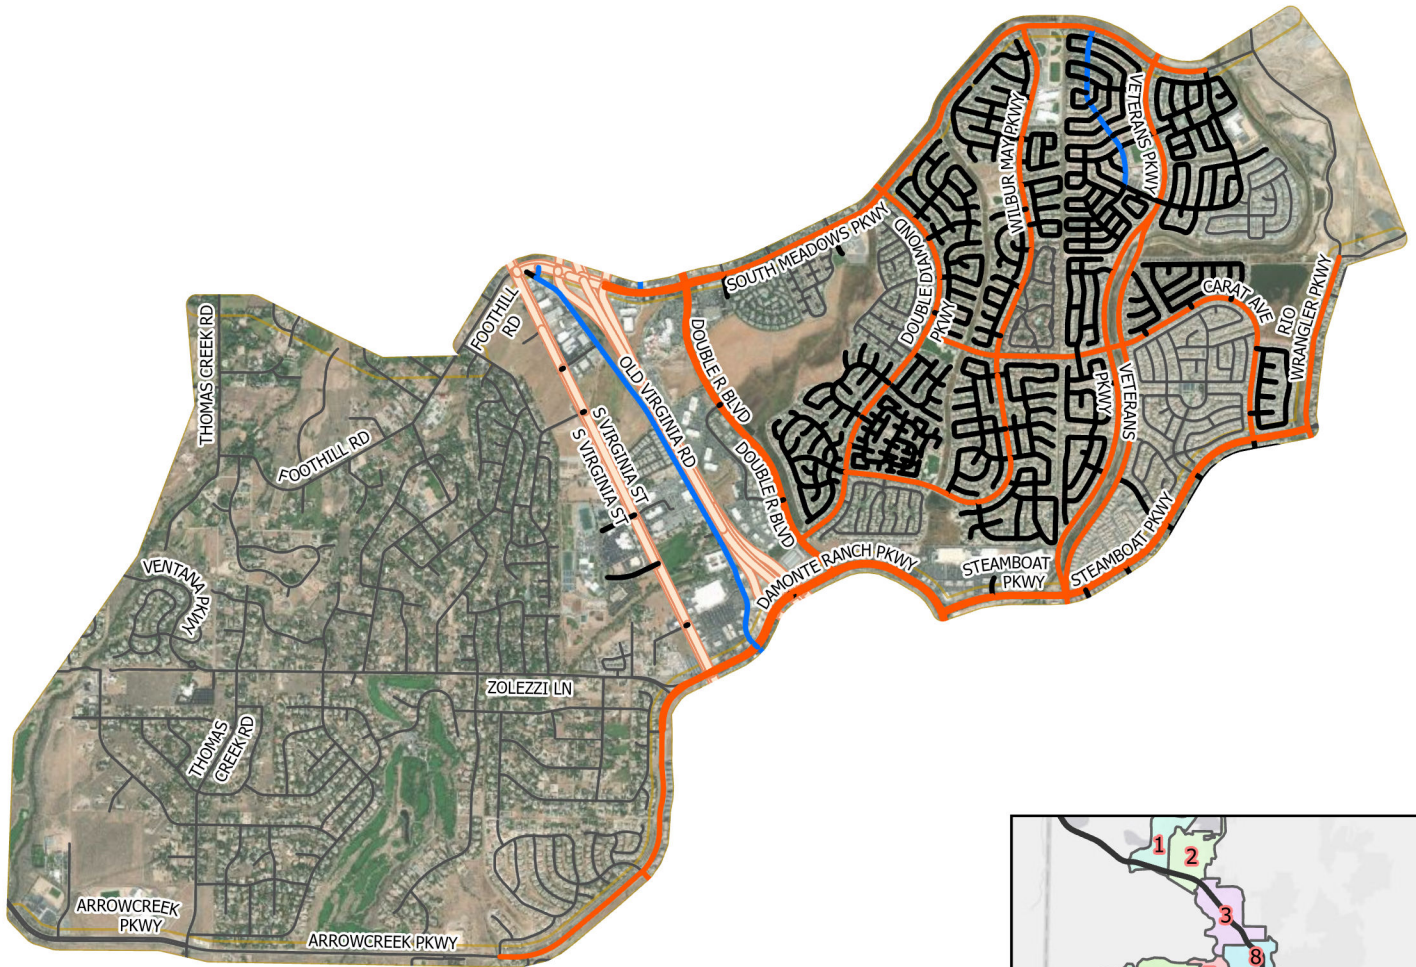 VETERANS PKWY
WILBUR MAY PKWY
SOUTH MEADOWS PKWY
DOUBLE DIAMOND
PKWY
CARAT AVE
RIO
WRANGLER PKWY
FOOTHILL
RD
THOMAS CREEK RD
OLD VIRGINIA RD
DOUBLE R BLVD
VETERANS
PKWY
S VIRGINIA ST
S VIRGINIA ST
FOOTHILL RD
DOUBLE R BLVD
DAMONTE RANCH PKWY
STEAMBOAT
PKWY
STEAMBOAT PKWY
VENTANA PKWY
ZOLEZZI LN
THOMAS
CREEK RD
ARROWCREEK
PKWY
ARROWCREEK PKWY
1
2
3
8